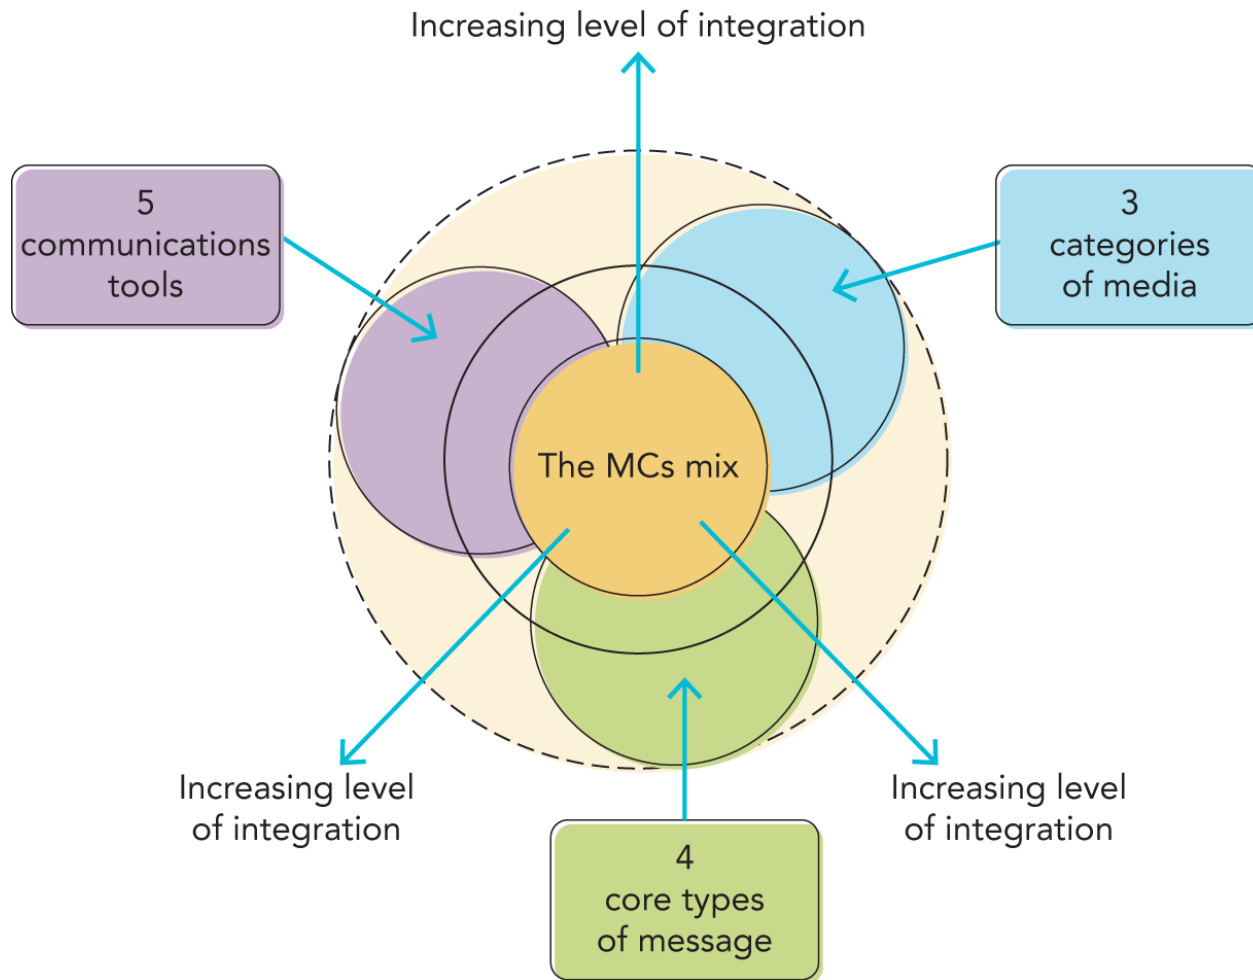 Increasing level of integration
5
communications
tools
3
categories
of media
The MCs mix
Increasing level
of integration
Increasing level
of integration
4
core types
of message